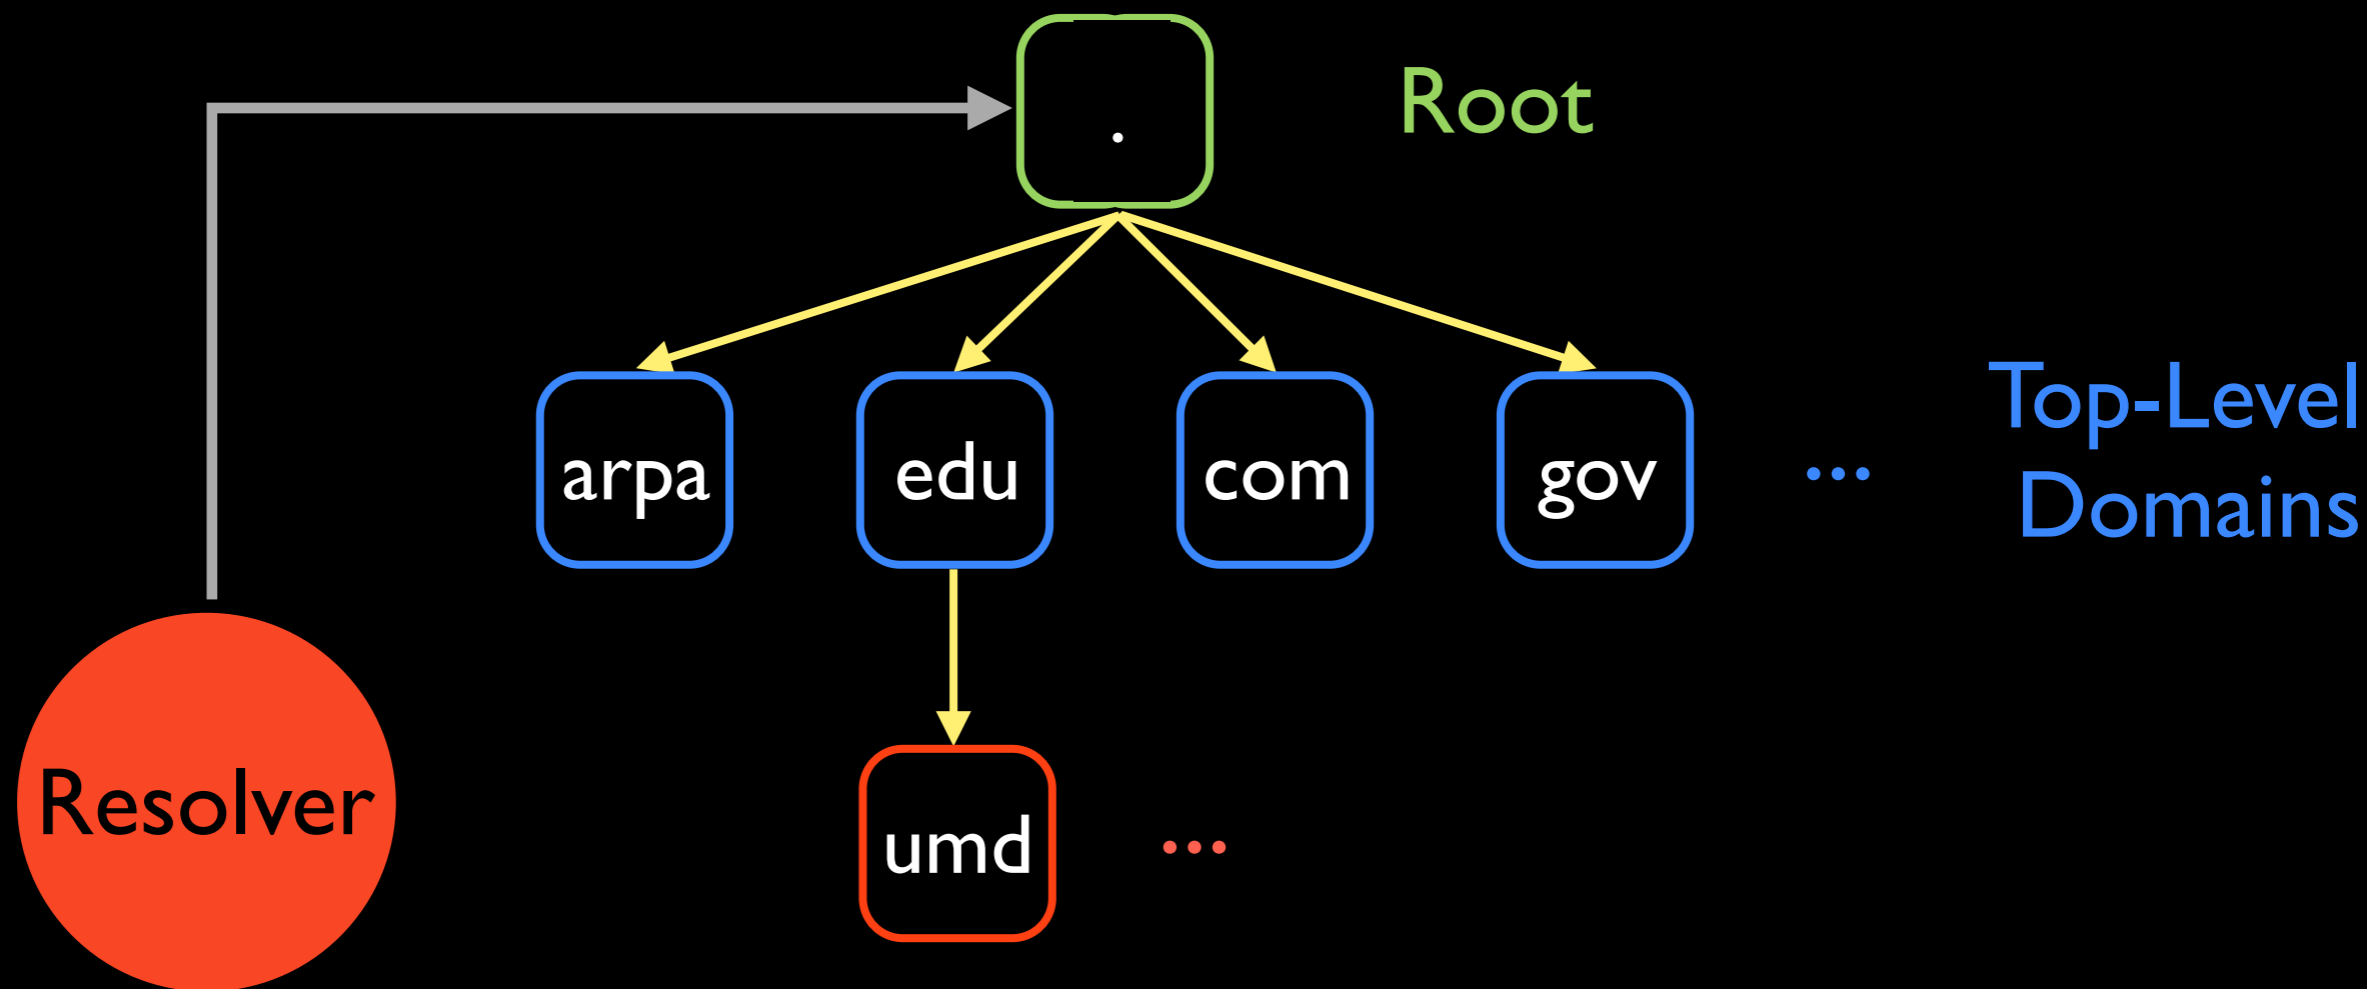 .
Root
arpa
edu
com
gov
...
Top-Level
Domains
Resolver
umd
...